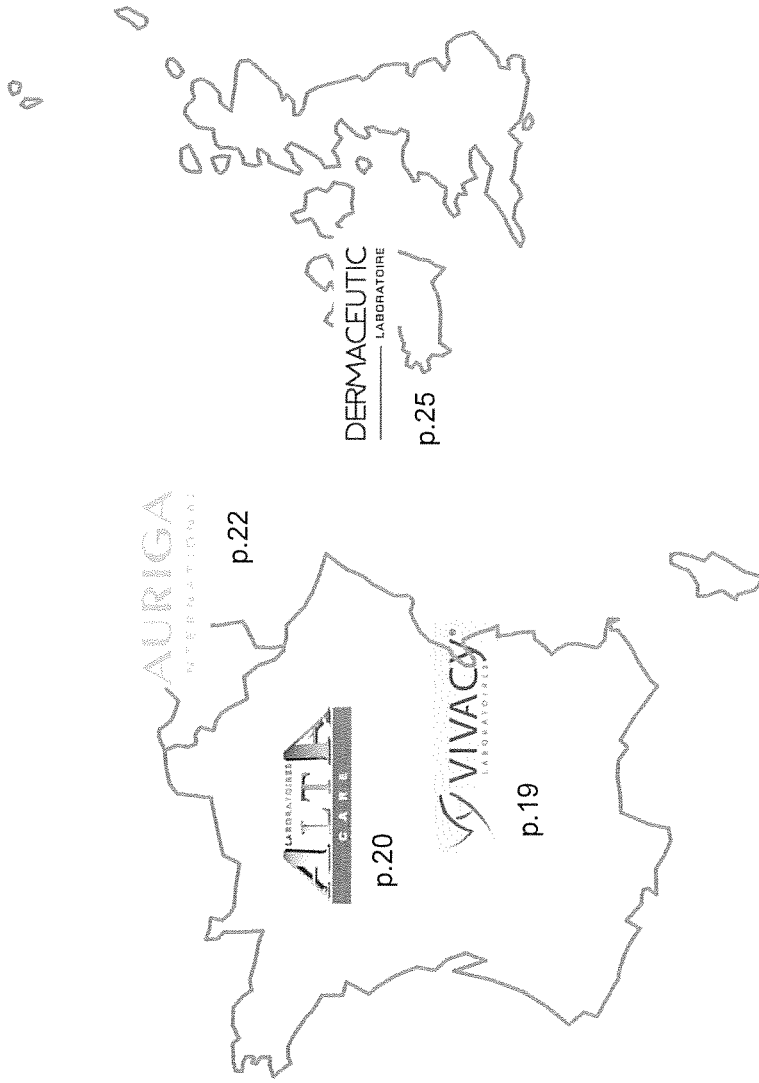 AURIGA
INTERNATIONAL
p.22
LABORATOIRES
ALTA
CARE
p.20
VIVACY®
LABORATOIRES
p.19
DERMACEUTIC
LABORATOIRE
p.25